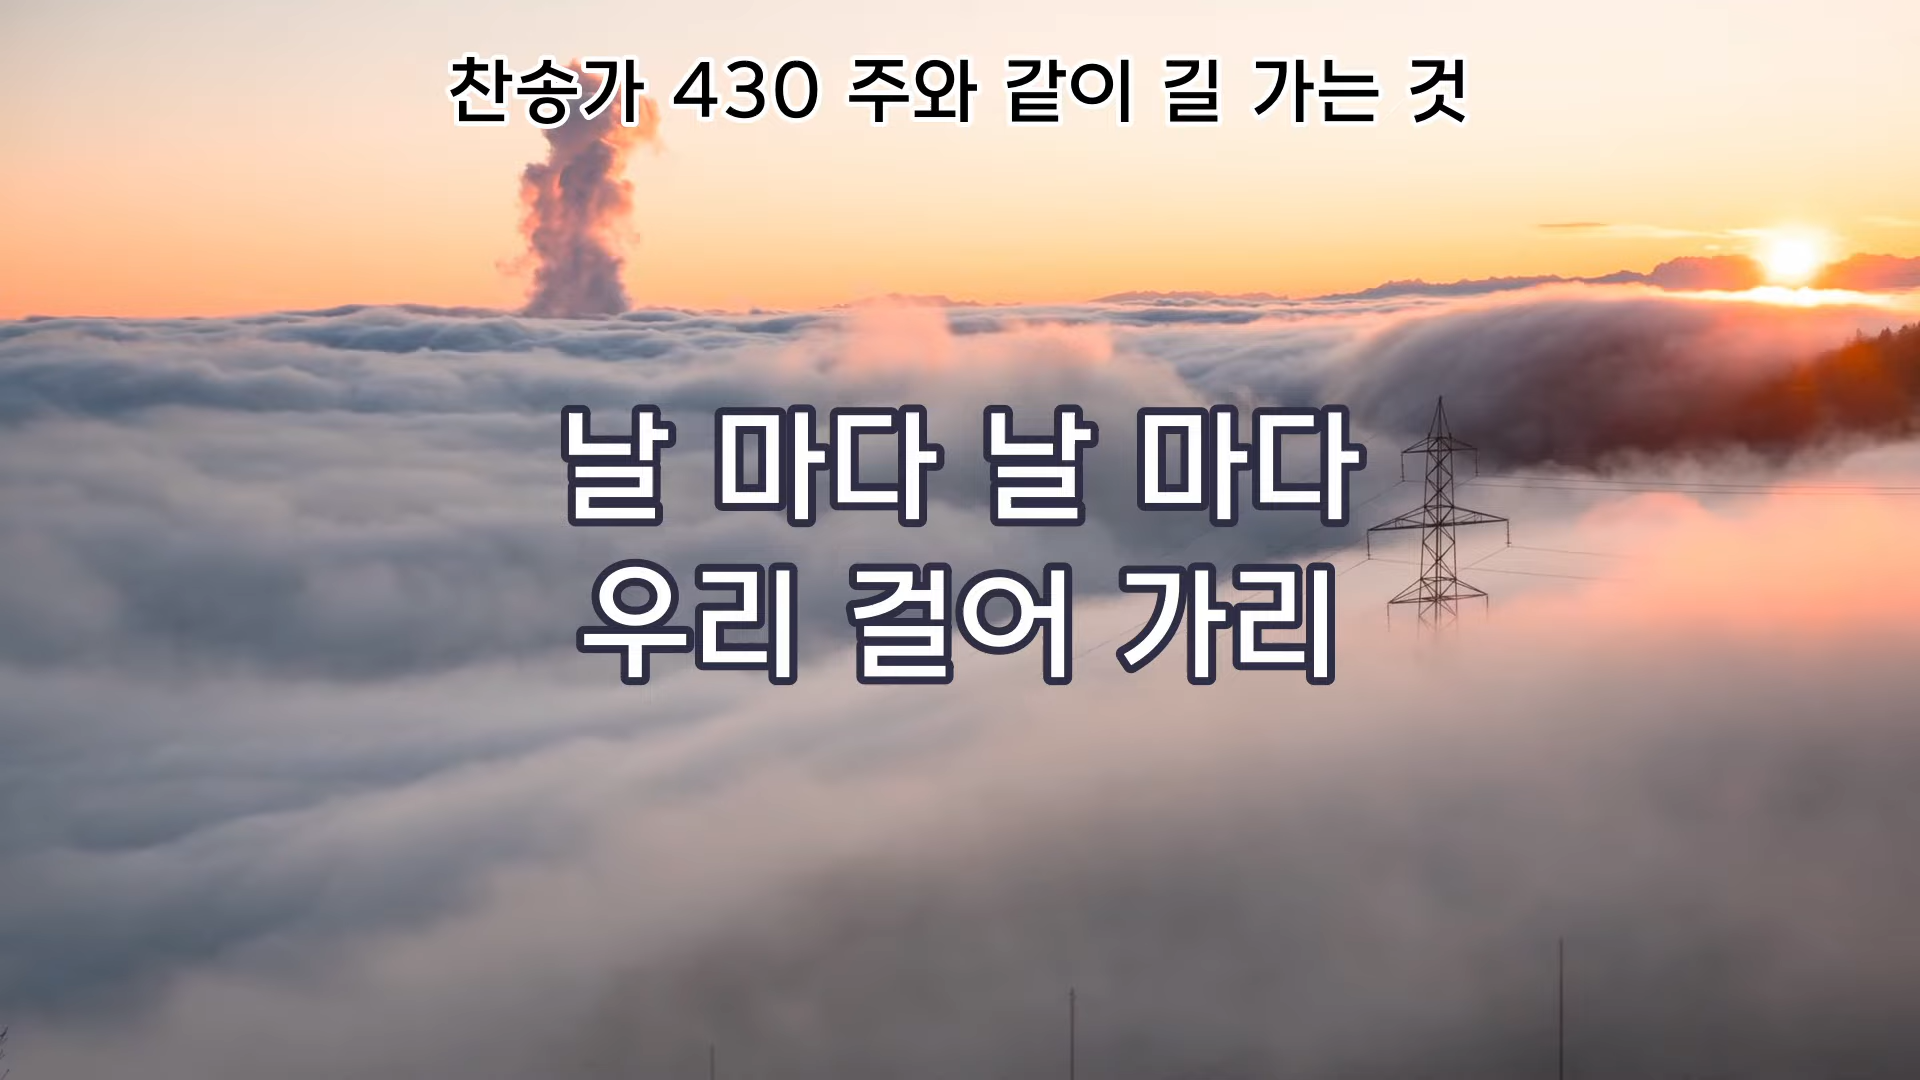 찬송가 430 주와 같이 길 가는 것
날 마다 날 마다
우리 걸어 가리